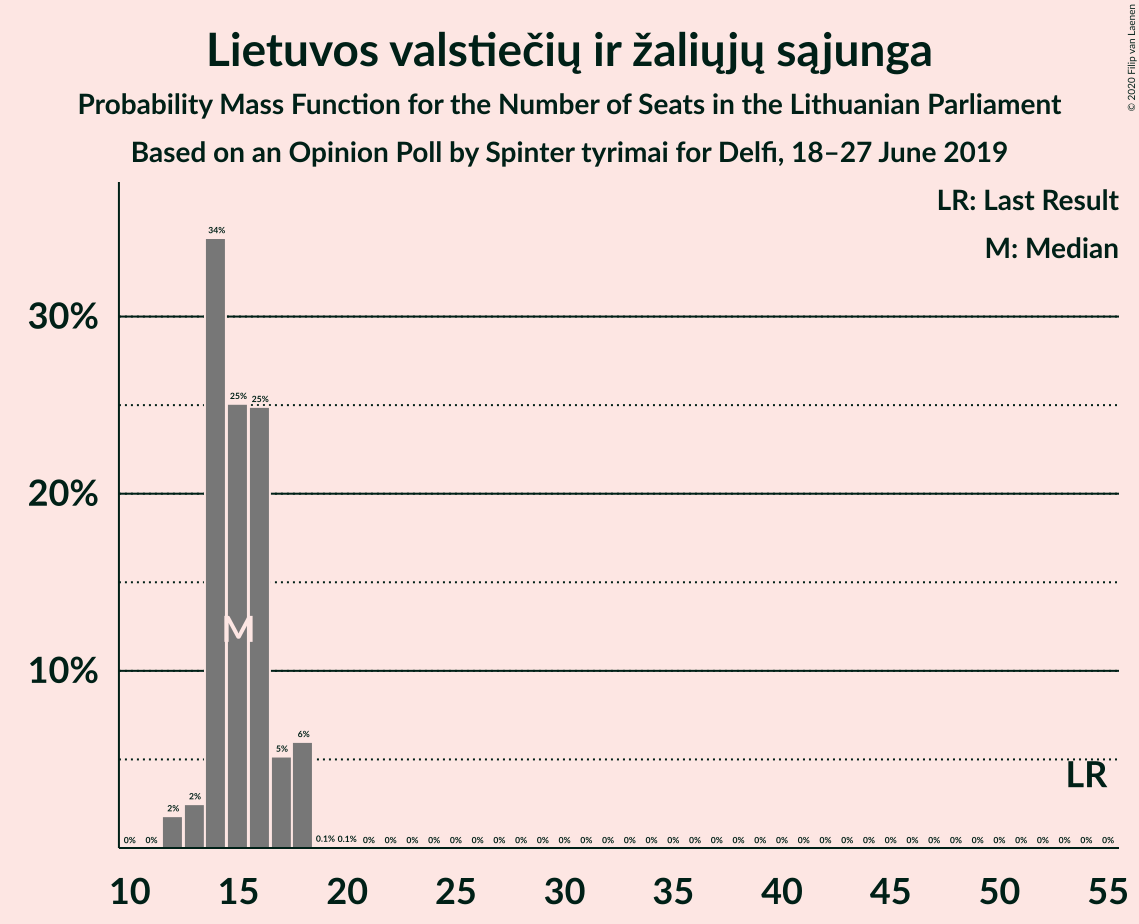 Lietuvos valstiečių ir žaliųjų sąjunga
Probability Mass Function for the Number of Seats in the Lithuanian Parliament
Based on an Opinion Poll by Spinter tyrimai for Delfi, 18–27 June 2019
© 2020 Filip van Laenen
LR: Last Result
M: Median
34%
30%
25% 25%
20%
M
10%
6%
5%
LR
2%
2%
0% 0% 0.1% 0.1% 0% 0% 0% 0% 0% 0% 0% 0% 0% 0% 0% 0% 0% 0% 0% 0% 0% 0% 0% 0% 0% 0% 0% 0% 0% 0% 0% 0% 0% 0% 0% 0% 0% 0% 0%
10 15 20 25 30 35 40 45 50 55